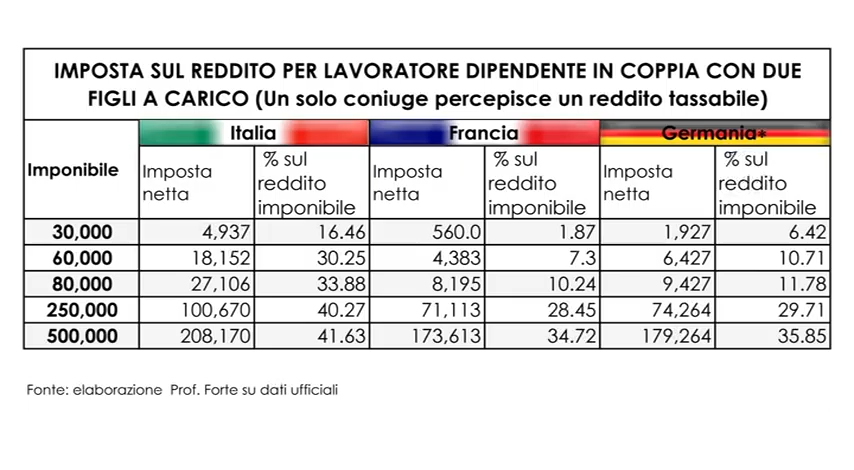 IMPOSTA SUL REDDITO PER LAVORATORE DIPENDENTE IN COPPIA CON DUE
FIGLI A CARICO (Un solo coniuge percepisce un reddito tassabile)
Italia Francia Germania*
Imponibile Imposta netta % sul reddito imponibile Imposta netta % sul reddito imponibile Imposta netta % sul reddito imponibile
30,000 4,937 16.46 560.0 1.87 1,927 6.42
60,000 18,152 30.25 4,383 7.3 6,427 10.71
80,000 27,106 33.88 8,195 10.24 9,427 11.78
250,000 100,670 40.27 71,113 28.45 74,264 29.71
500,000 208,170 41.63 173,613 34.72 179,264 35.85
Fonte: elaborazione Prof. Forte su dati ufficiali